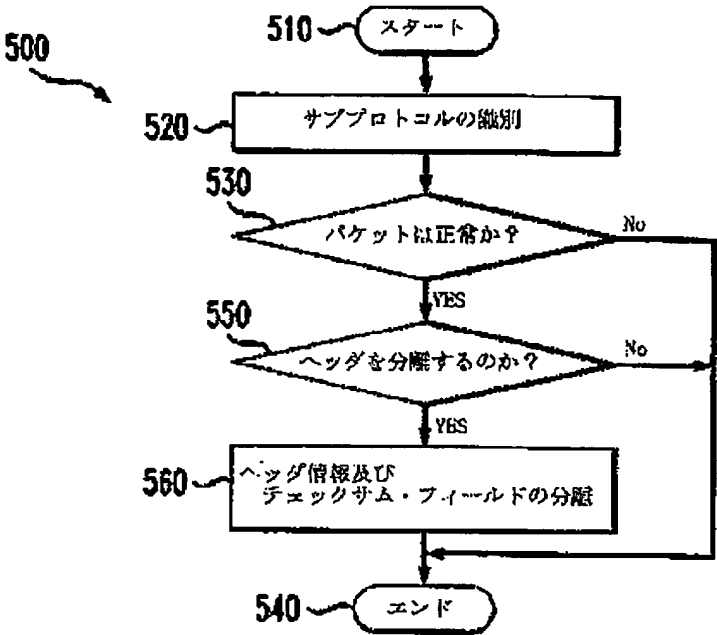 510
スタート
500
520
サブプロトコルの識別
530
パケットは正常か？
No
YES
550
ヘッダを分離するのか？
No
YES
560
ヘッダ情報及び
チェックサム・フィールドの分離
540
エンド